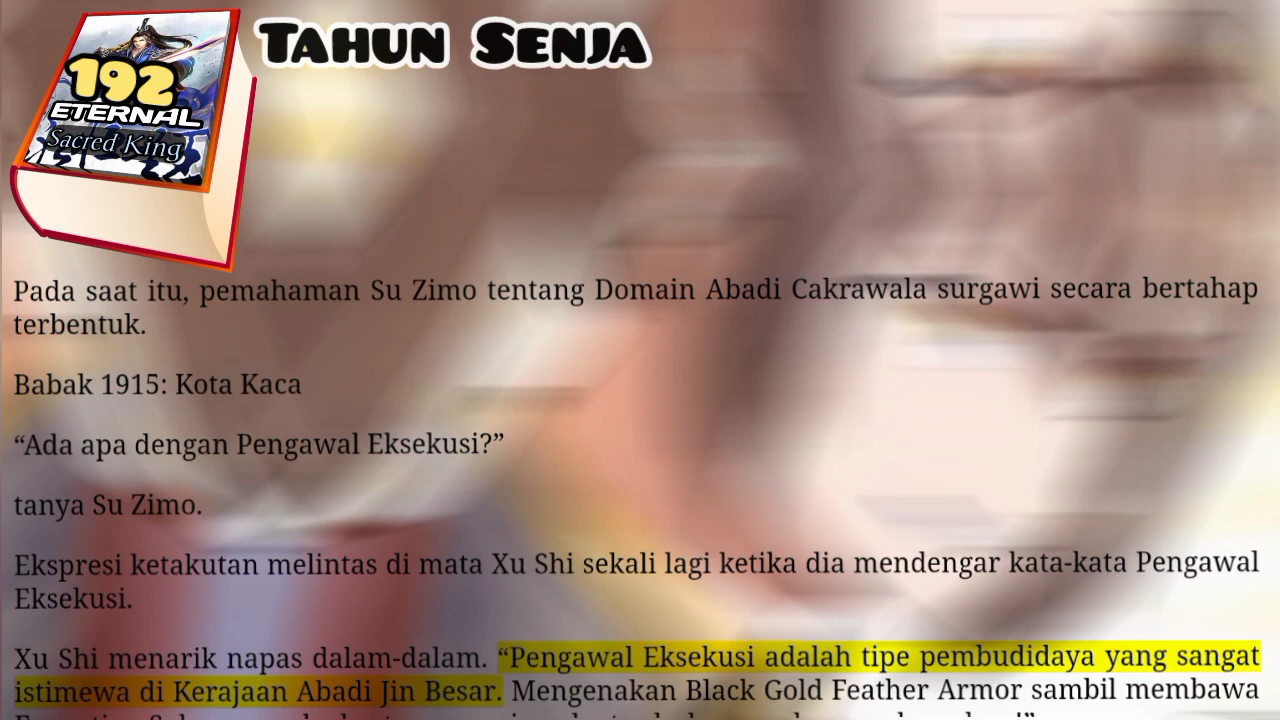 Tahun Senja
192
ETERNAL
Sacred King
Pada saat itu, pemahaman Su Zimo tentang Domain Abadi Cakrawala surgawi secara bertahap
terbentuk.
Babak 1915: Kota Kaca
“Ada apa dengan Pengawal Eksekusi?”
tanya Su Zimo.
Ekspresi ketakutan melintas di mata Xu Shi sekali lagi ketika dia mendengar kata-kata Pengawal
Eksekusi.
Xu Shi menarik napas dalam-dalam. “Pengawal Eksekusi adalah tipe pembudidaya yang sangat
istimewa di Kerajaan Abadi Jin Besar. Mengenakan Black Gold Feather Armor sambil membawa